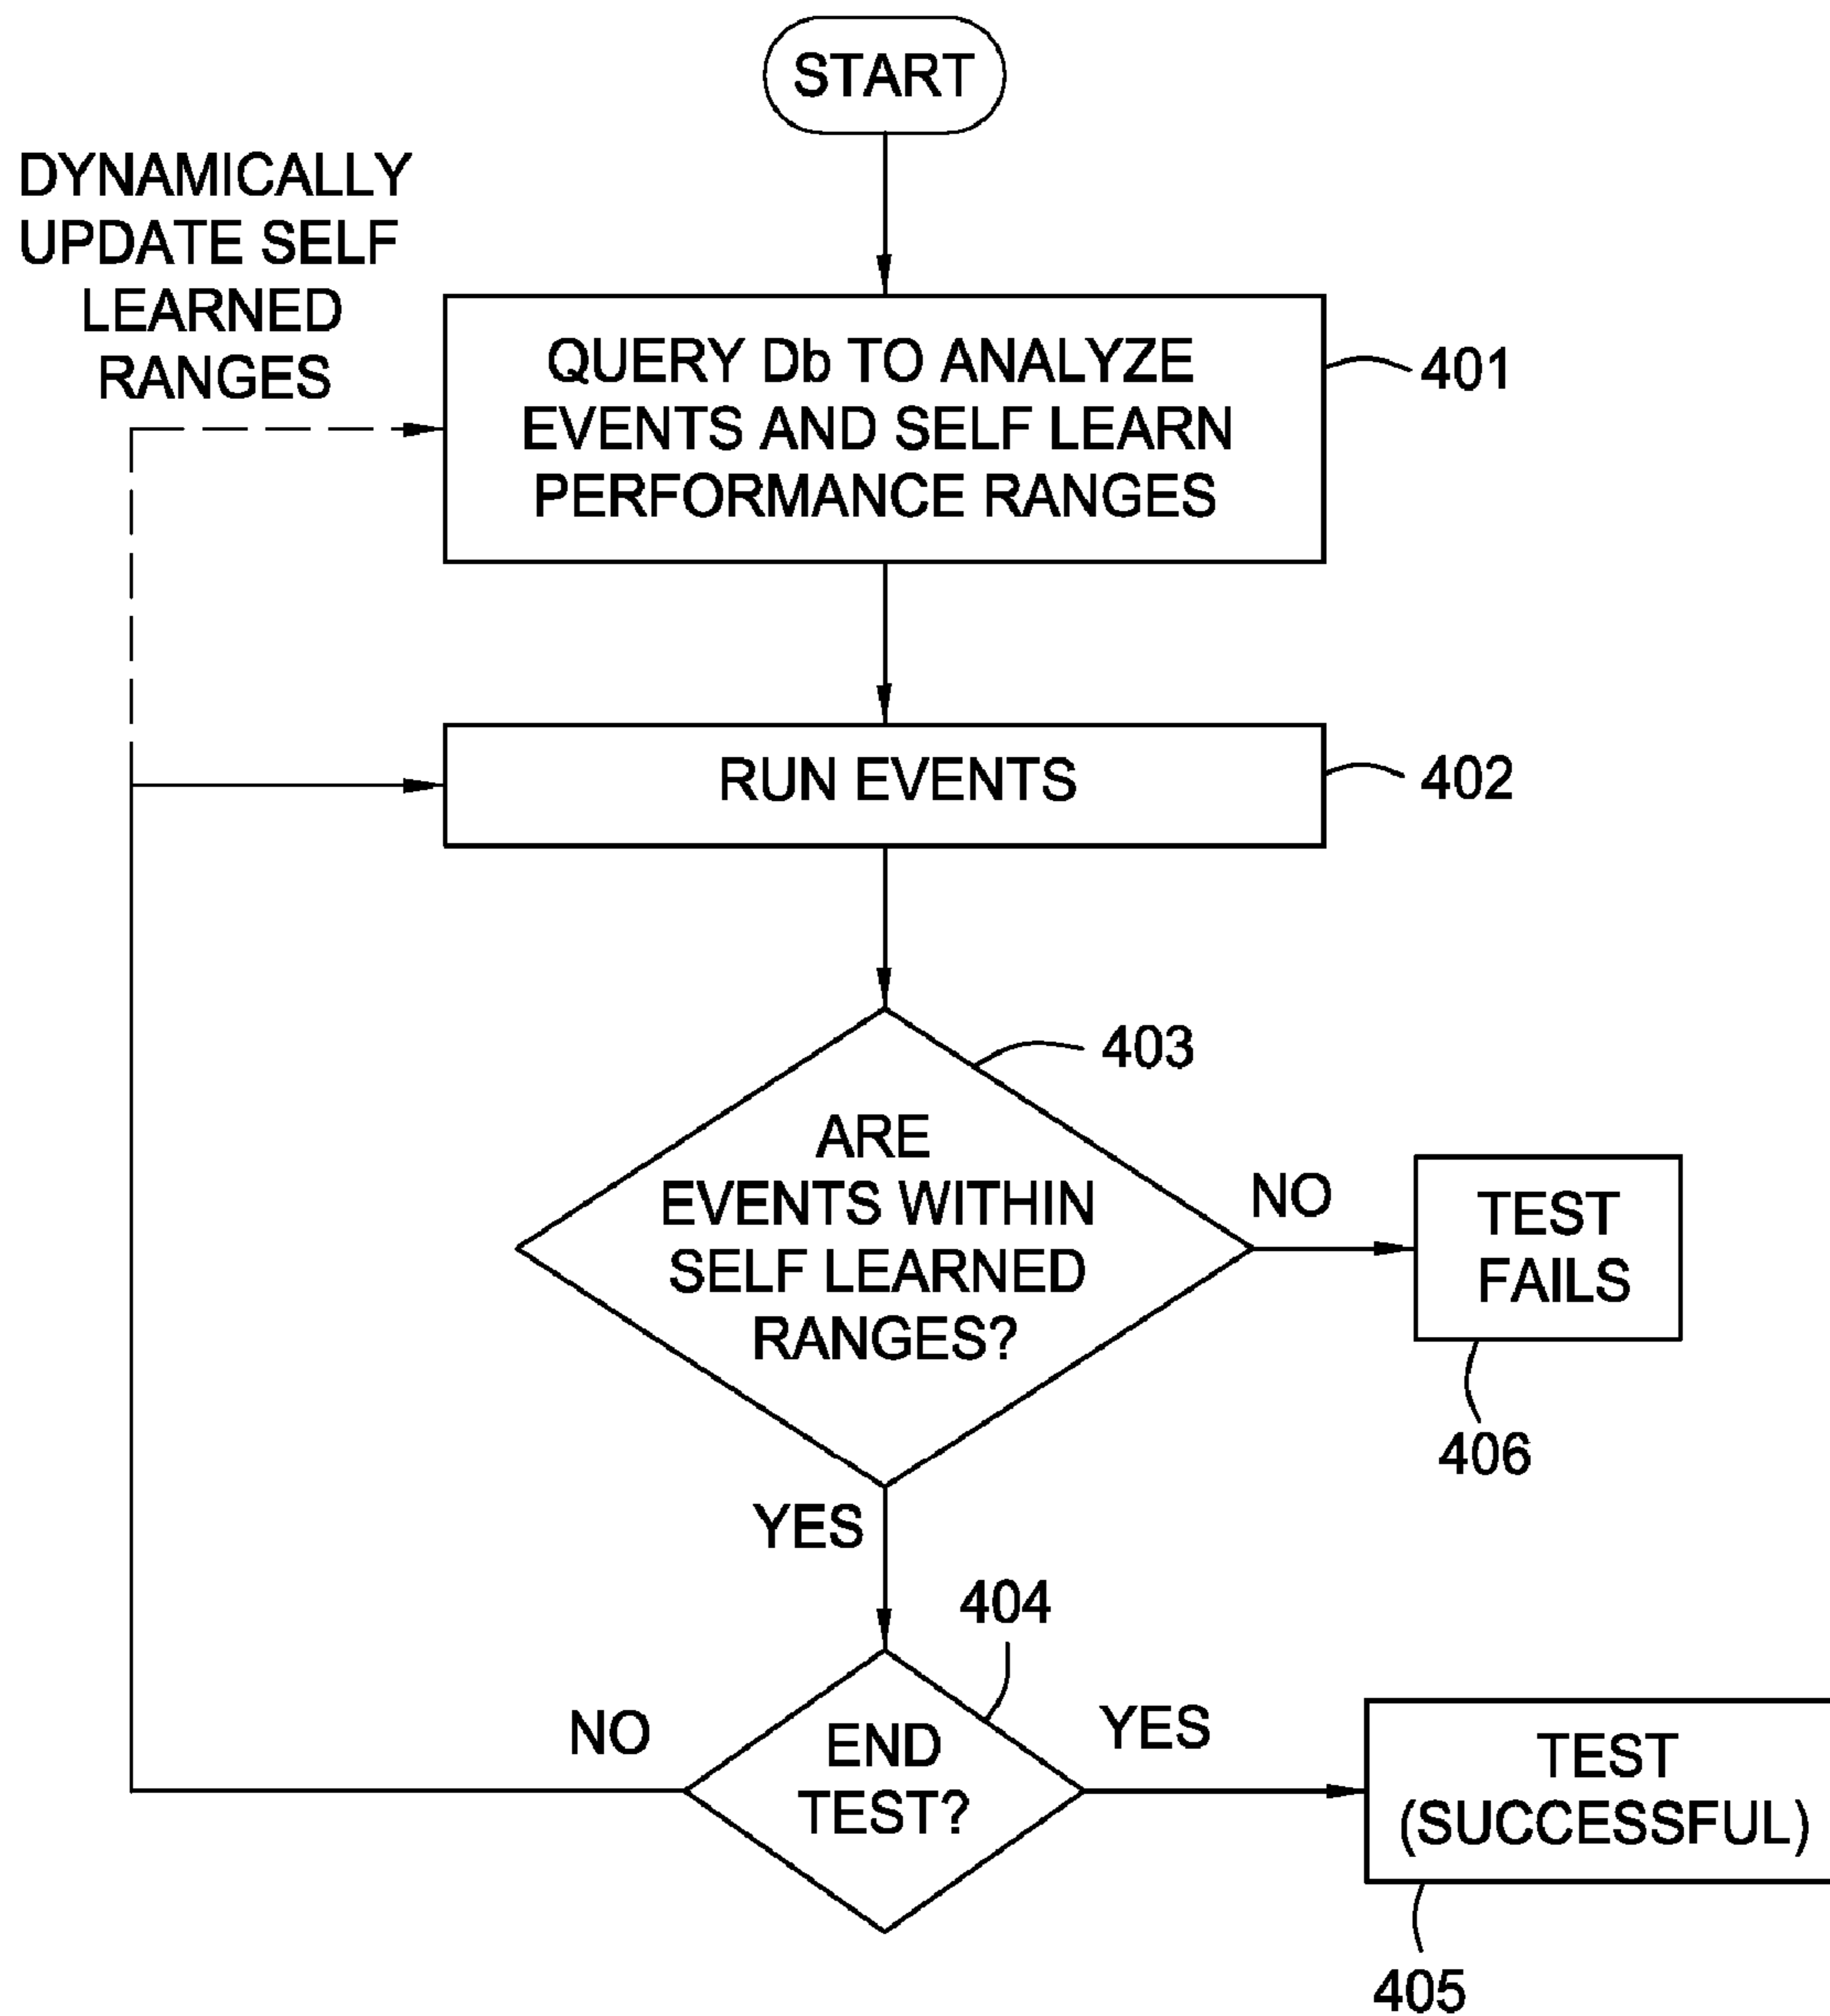 START
DYNAMICALLY
UPDATE SELF
LEARNED
RANGES
QUERY Db TO ANALYZE
EVENTS AND SELF LEARN
PERFORMANCE RANGES
401
RUN EVENTS
402
403
ARE
EVENTS WITHIN
SELF LEARNED
RANGES?
NO
TEST
FAILS
406
YES
404
NO
END
TEST?
YES
TEST
(SUCCESSFUL)
405